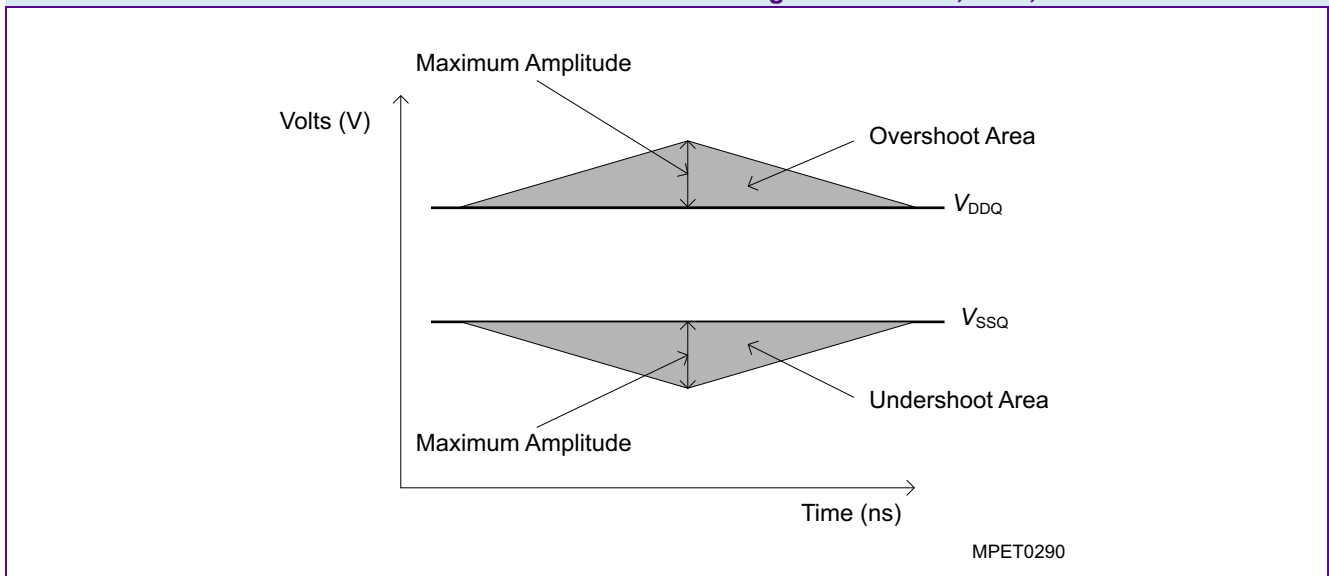 Maximum Amplitude
Volts (V)
Overshoot Area
VDDQ
VSSQ
Undershoot Area
Maximum Amplitude
Time (ns)
MPET0290